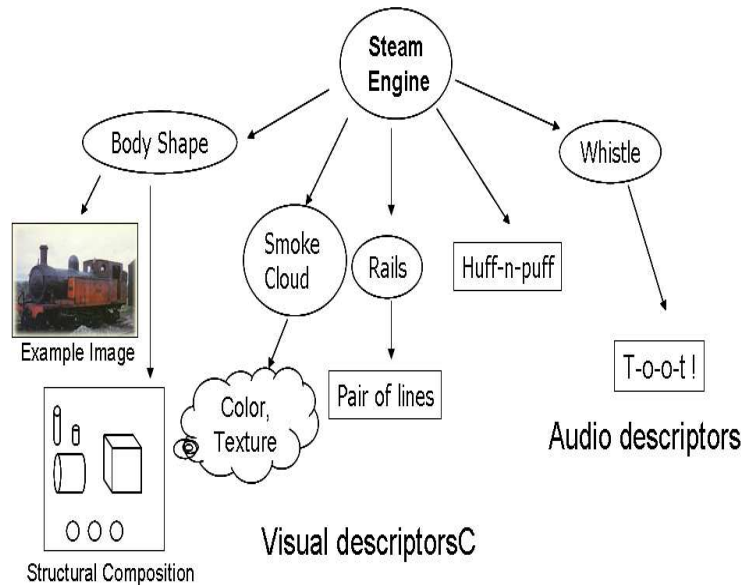 Steam
Engine
Body Shape
Whistle
Smoke
Cloud
Rails
Huff-n-puff
Example Image
T-o-o-t !
Color,
Texture
Pair of lines
Audio descriptors
Visual descriptorsC
Structural Composition